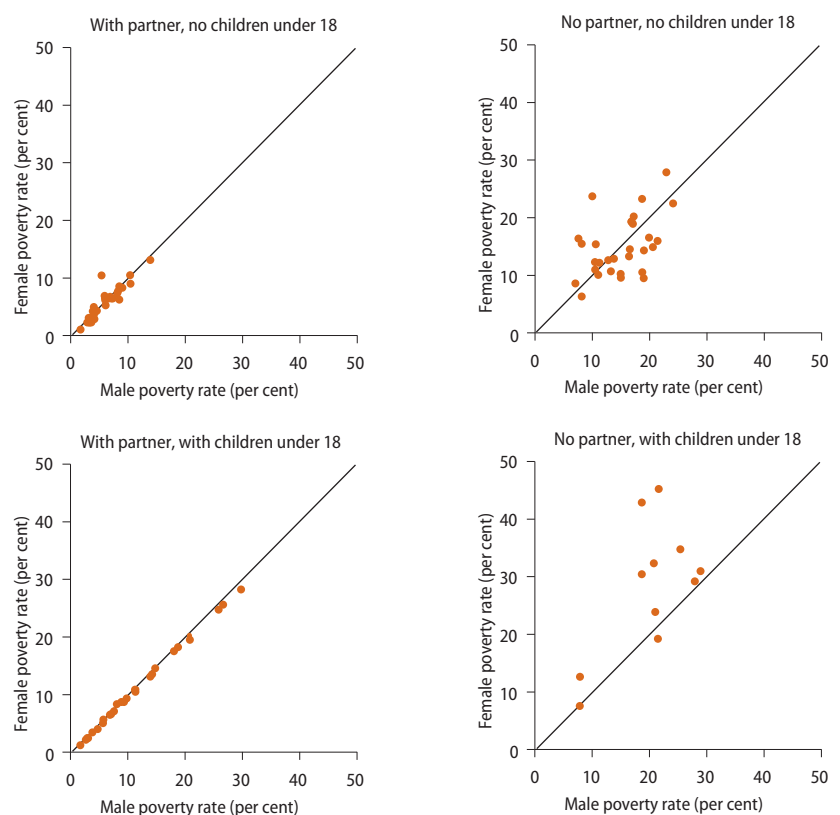 With partner, no children under 18
Female poverty rate (per cent)
50
40
30
20
10
0
0 10 20 30 40 50
Male poverty rate (per cent)
No partner, no children under 18
Female poverty rate (per cent)
50
40
30
20
10
0
0 10 20 30 40 50
Male poverty rate (per cent)
With partner, with children under 18
Female poverty rate (per cent)
50
40
30
20
10
0
0 10 20 30 40 50
Male poverty rate (per cent)
No partner, with children under 18
Female poverty rate (per cent)
50
40
30
20
10
0
0 10 20 30 40 50
Male poverty rate (per cent)